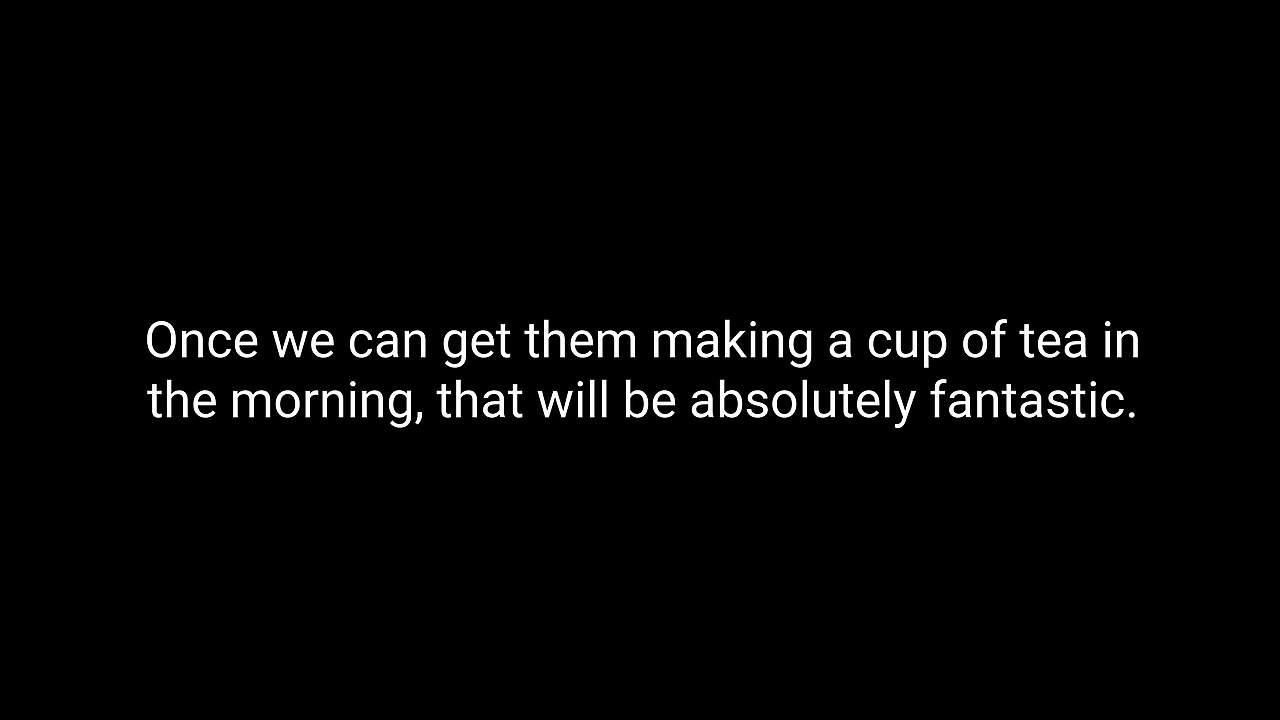 Once we can get them making a cup of tea in
the morning, that will be absolutely fantastic.